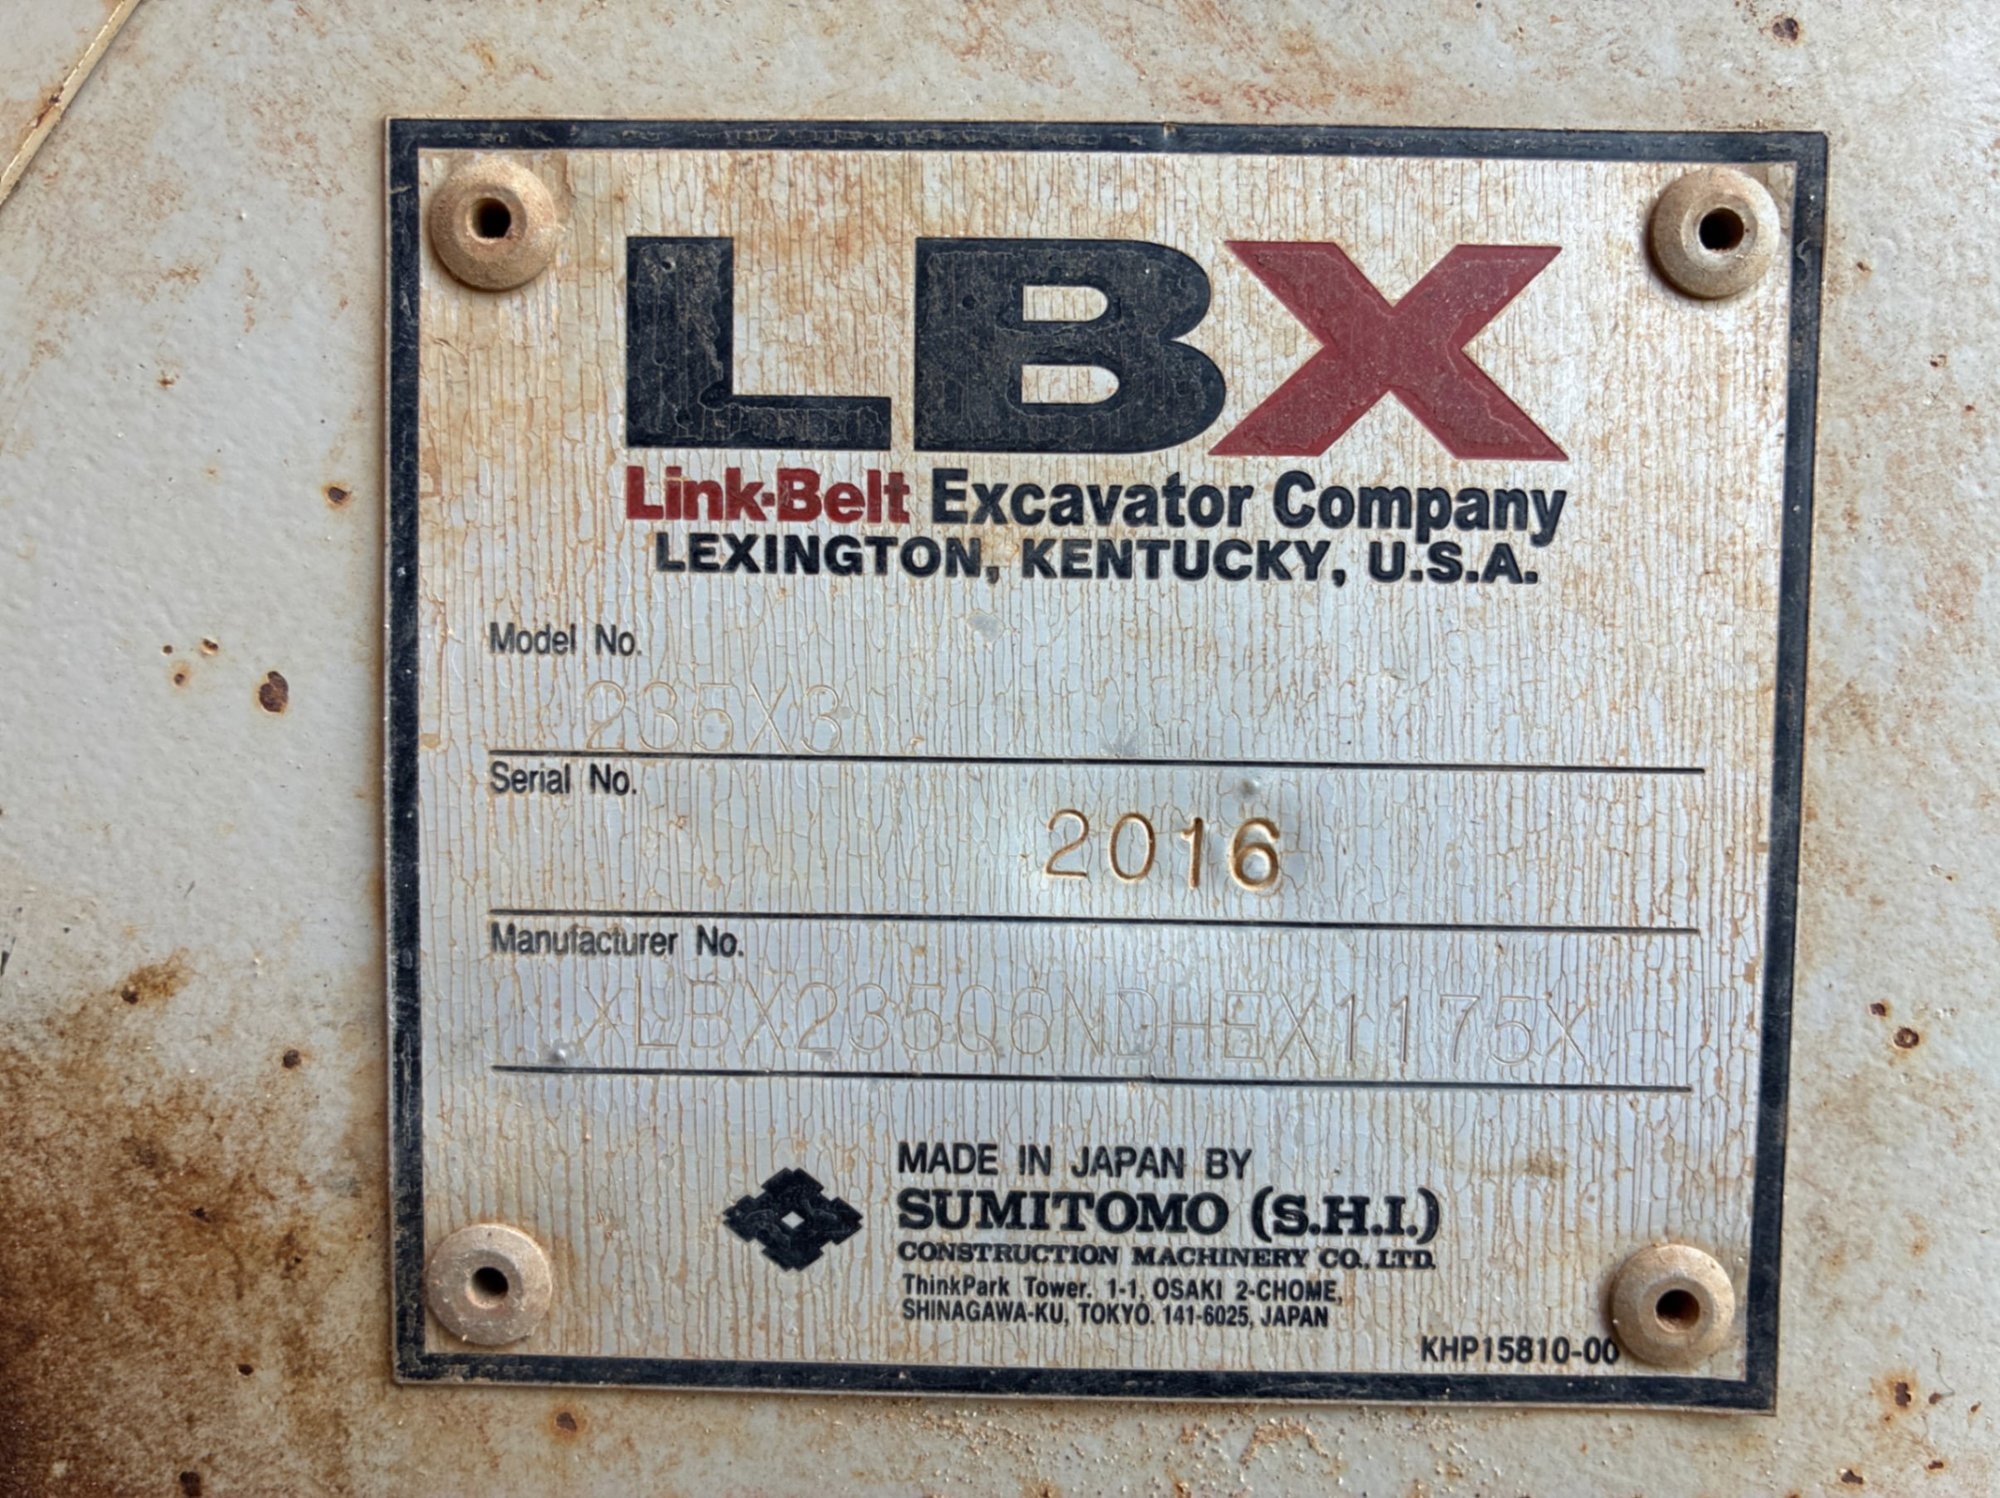 LBX
Link-Belt Excavator Company
LEXINGTON, KENTUCKY, U.S.A.
Model No.
235X3
Serial No.
2016
Manufacturer No.
MADE IN JAPAN BY
SUMITOMO (S.H.I.)
CONSTRUCTION MACHINERY CO., LTD.
ThinkPark Tower. 1-1, OSAKI 2-CHOME,
SHINAGAWA-KU, TOKYO. 141-6025, JAPAN
KHP15810-00